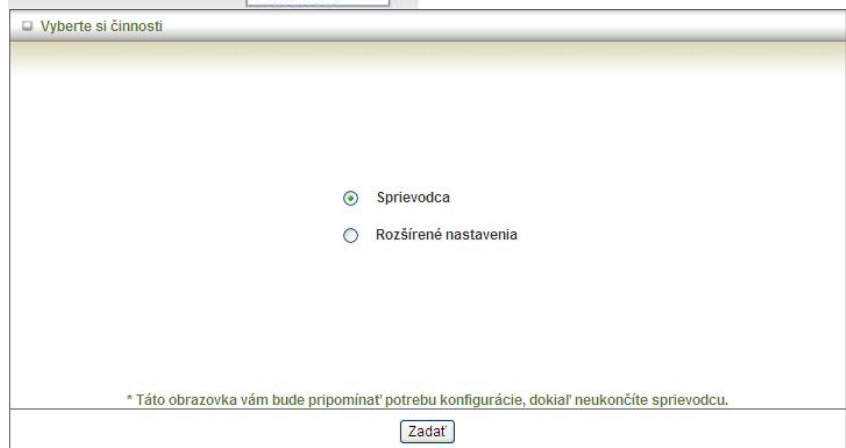 Vyberte si činnosti
Sprievodca
Rozšírené nastavenia
* Táto obrazovka vám bude pripomínať potrebu konfigurácie, dokiaľ neukončíte sprievodcu.
Zadať